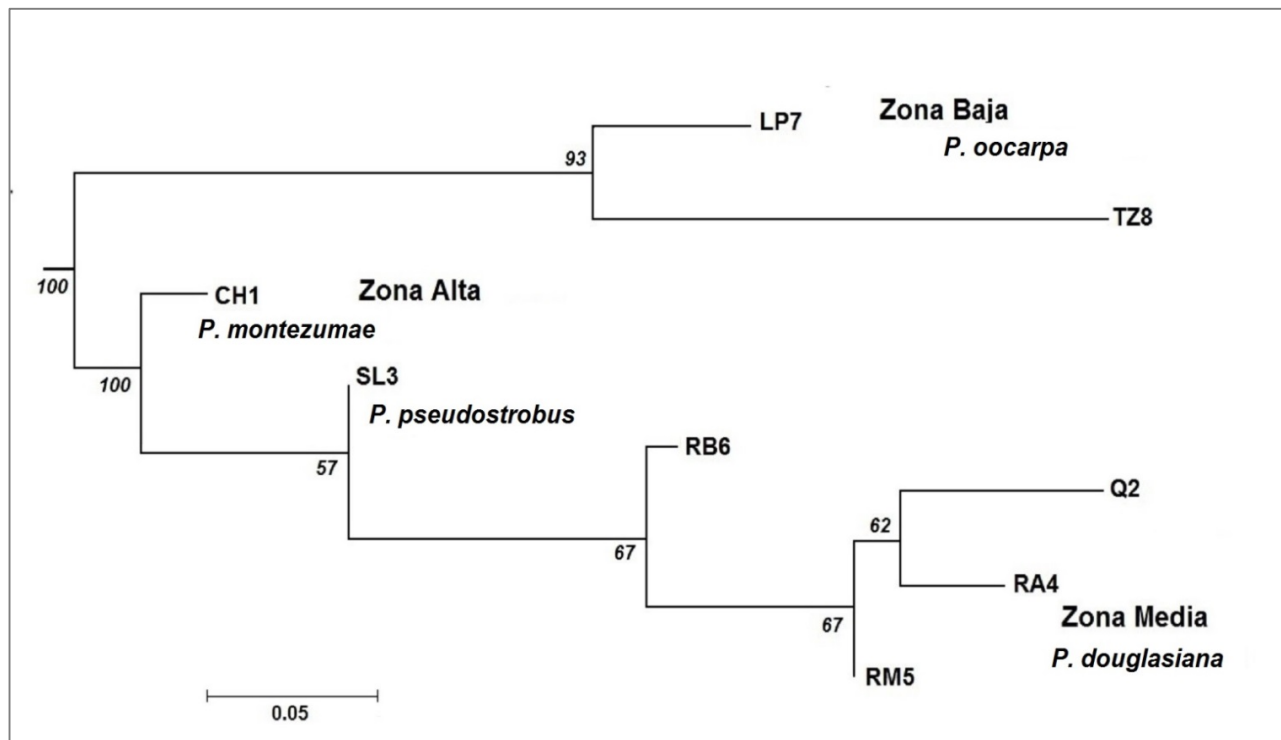 LP7
Zona Baja
P. oocarpa
93
TZ8
100
CH1
Zona Alta
P. montezumae
100
SL3
P. pseudostrobus
57
RB6
67
Q2
62
RA4
Zona Media
67
P. douglasiana
RM5
0.05